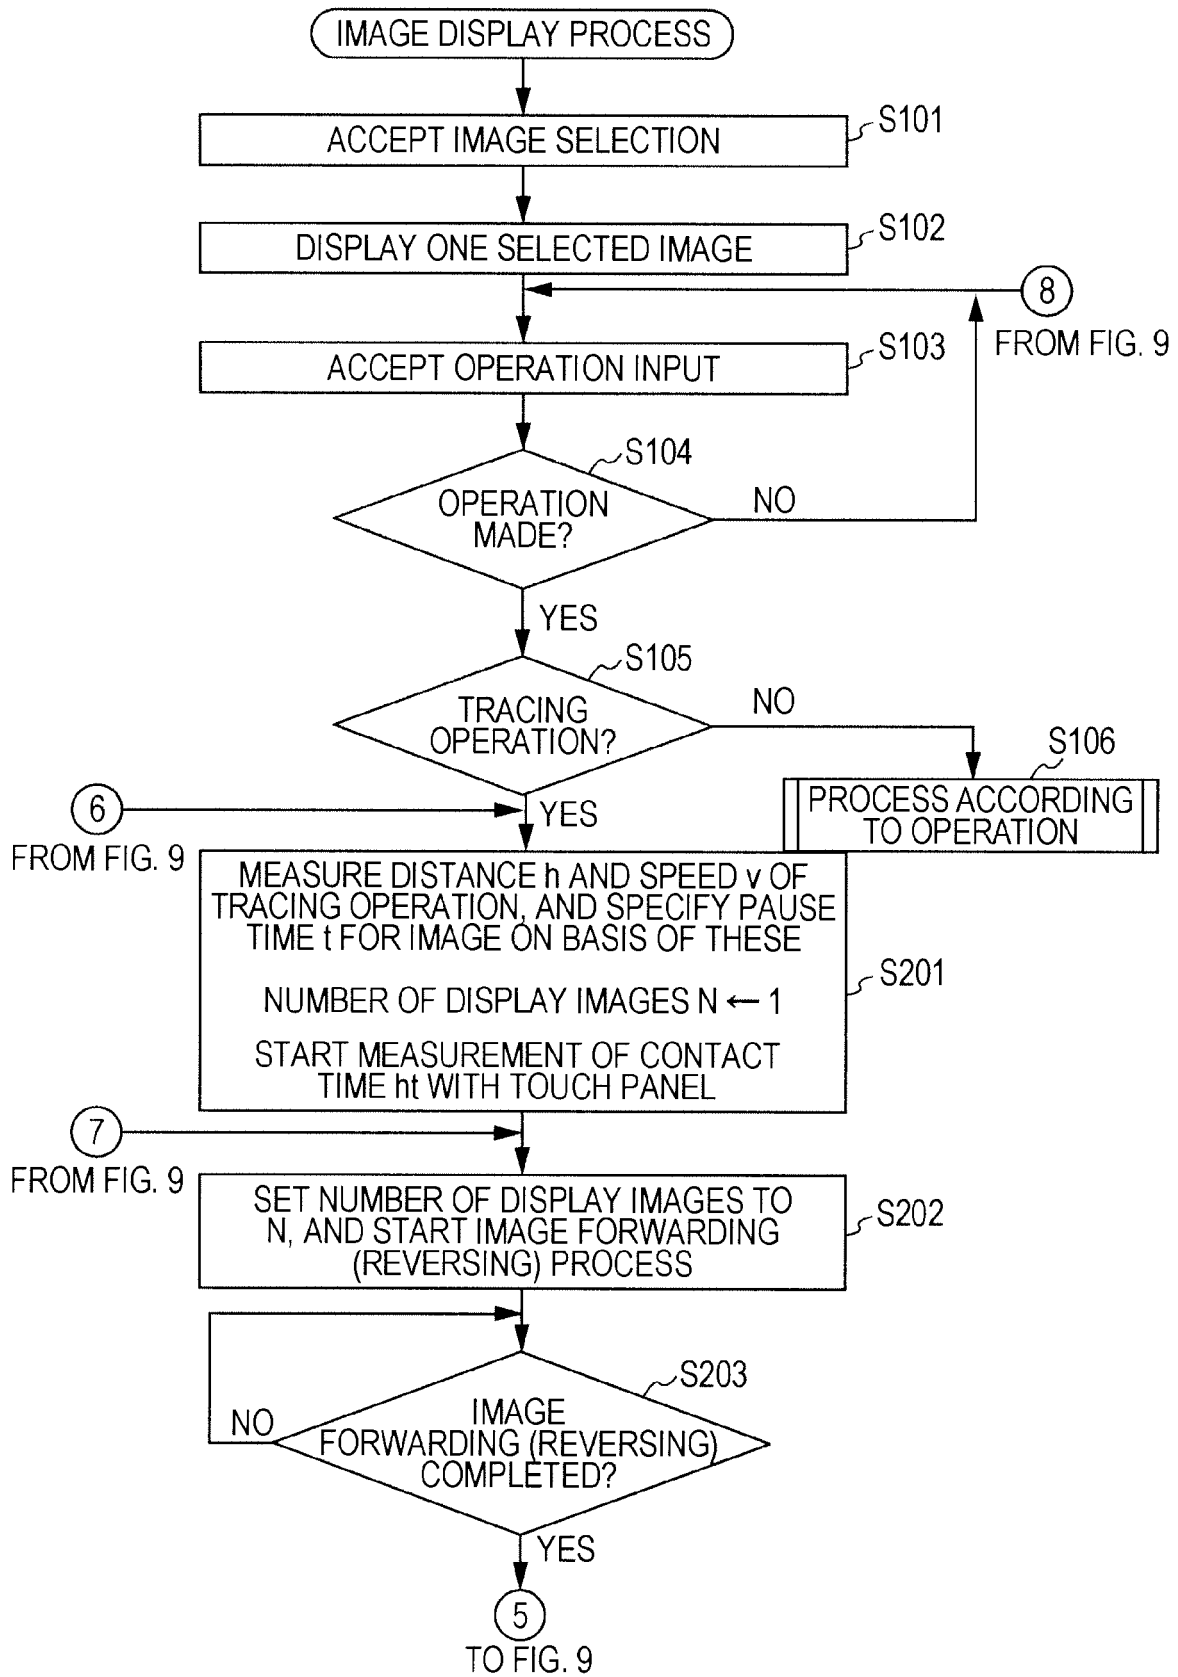 IMAGE DISPLAY PROCESS
S101
ACCEPT IMAGE SELECTION
S102
DISPLAY ONE SELECTED IMAGE
8
FROM FIG. 9
S103
ACCEPT OPERATION INPUT
S104
OPERATION
MADE?
NO
YES
S105
TRACING
OPERATION?
NO
S106
PROCESS ACCORDING
TO OPERATION
6
FROM FIG. 9
YES
MEASURE DISTANCE h AND SPEED v OF
TRACING OPERATION, AND SPECIFY PAUSE
TIME t FOR IMAGE ON BASIS OF THESE
NUMBER OF DISPLAY IMAGES N ← 1
START MEASUREMENT OF CONTACT
TIME ht WITH TOUCH PANEL
S201
7
FROM FIG. 9
SET NUMBER OF DISPLAY IMAGES TO
N, AND START IMAGE FORWARDING
(REVERSING) PROCESS
S202
S203
IMAGE
FORWARDING (REVERSING)
COMPLETED?
NO
YES
5
TO FIG. 9